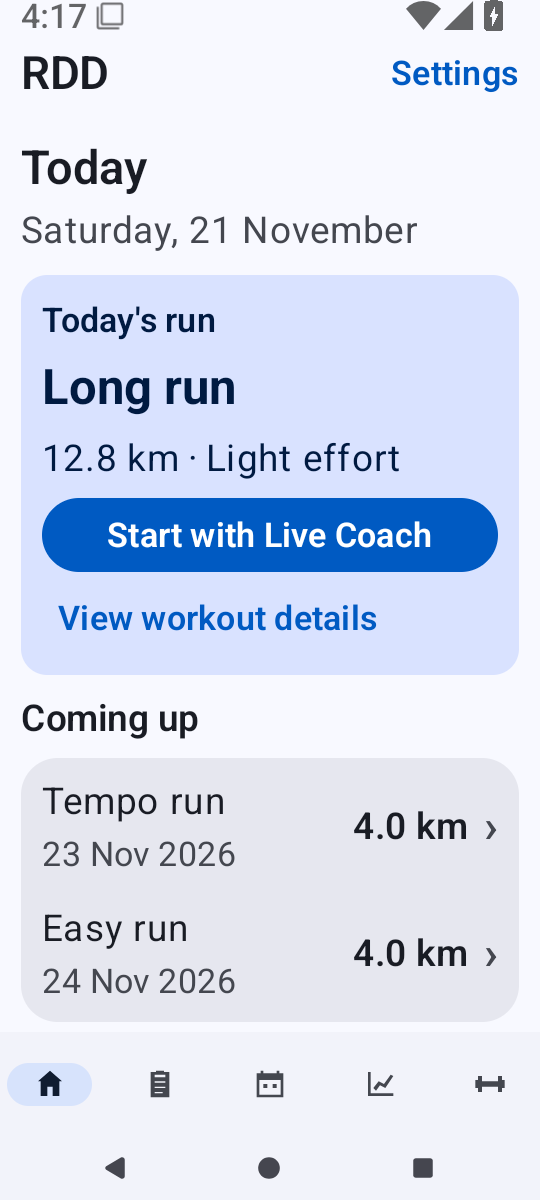 4:17
RDD
Settings
Today
Saturday, 21 November
Today's run
Long run
12.8 km · Light effort
Start with Live Coach
View workout details
Coming up
Tempo run
4.0 km ›
23 Nov 2026
Easy run
4.0 km ›
24 Nov 2026